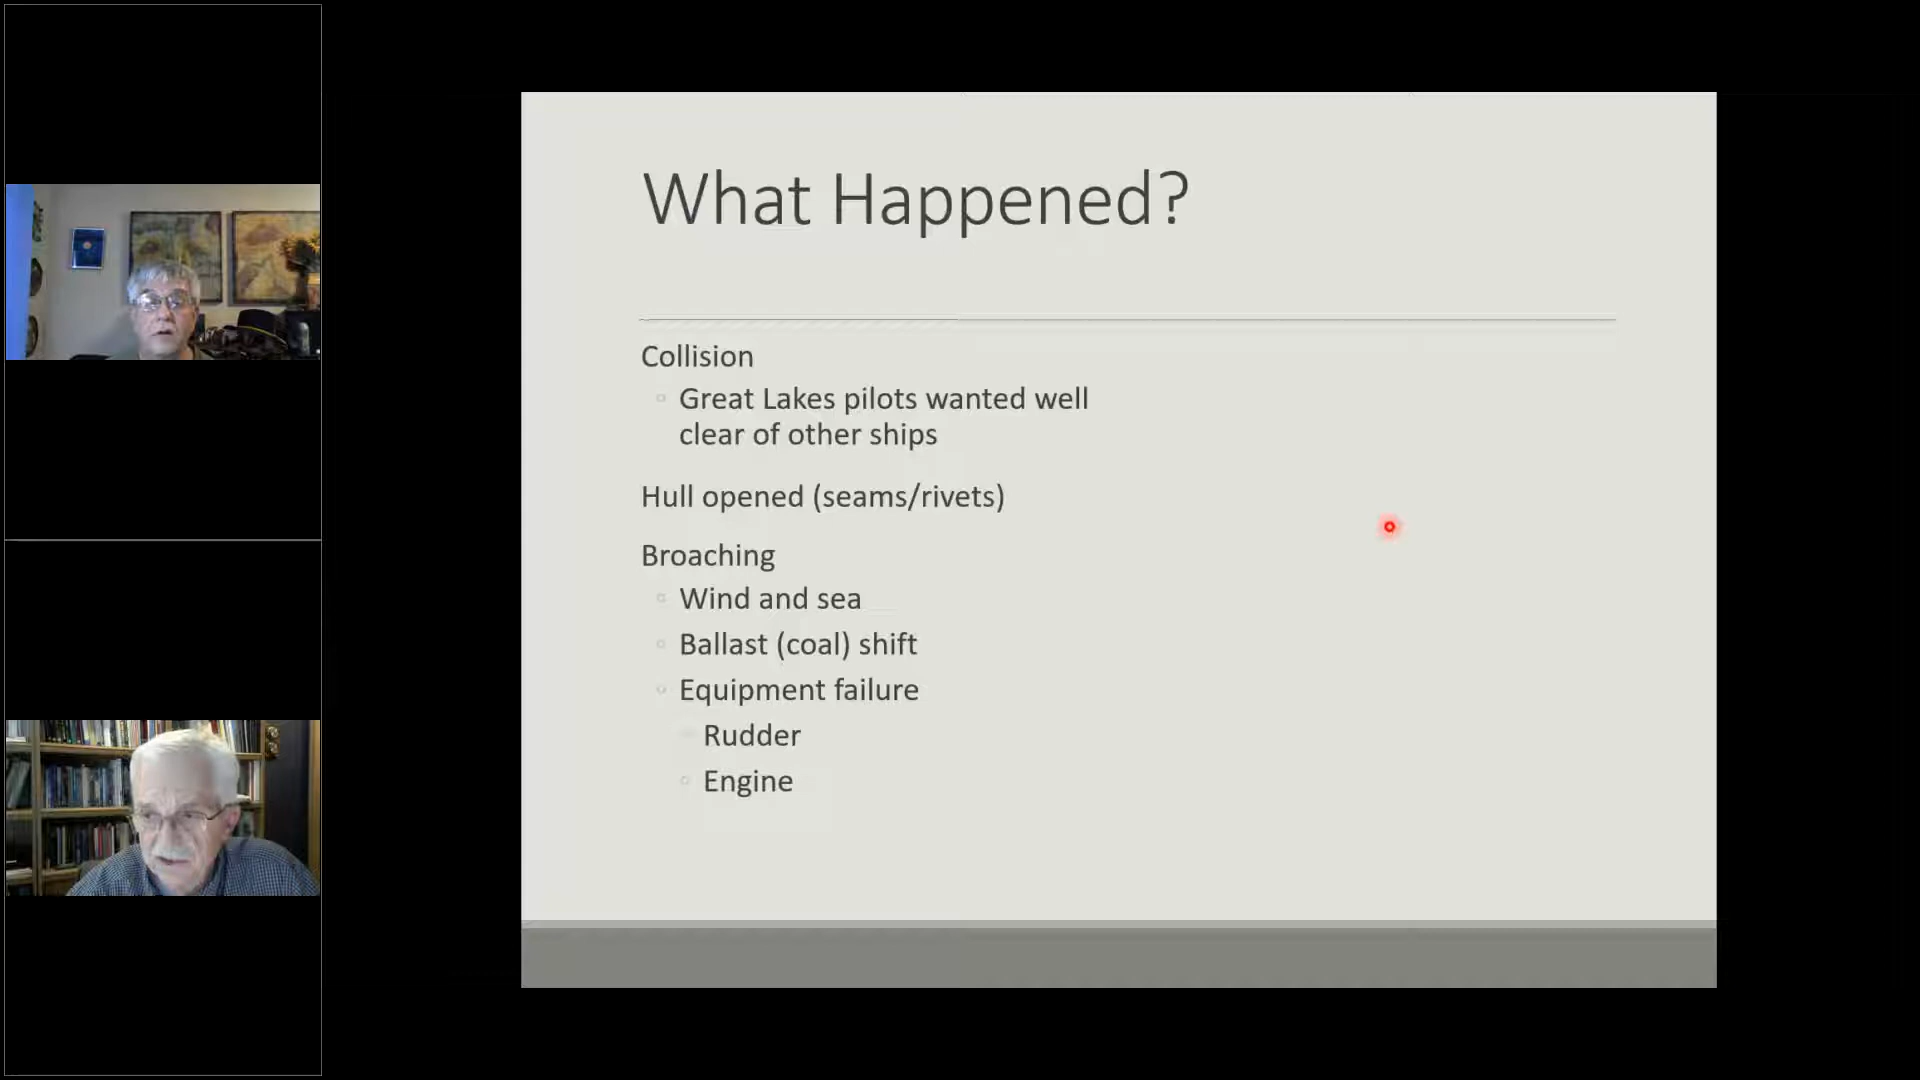 What Happened?
Collision
Great Lakes pilots wanted well
clear of other ships
Hull opened (seams/rivets)
Broaching
Wind and sea
Ballast (coal) shift
Equipment failure
Rudder
Engine